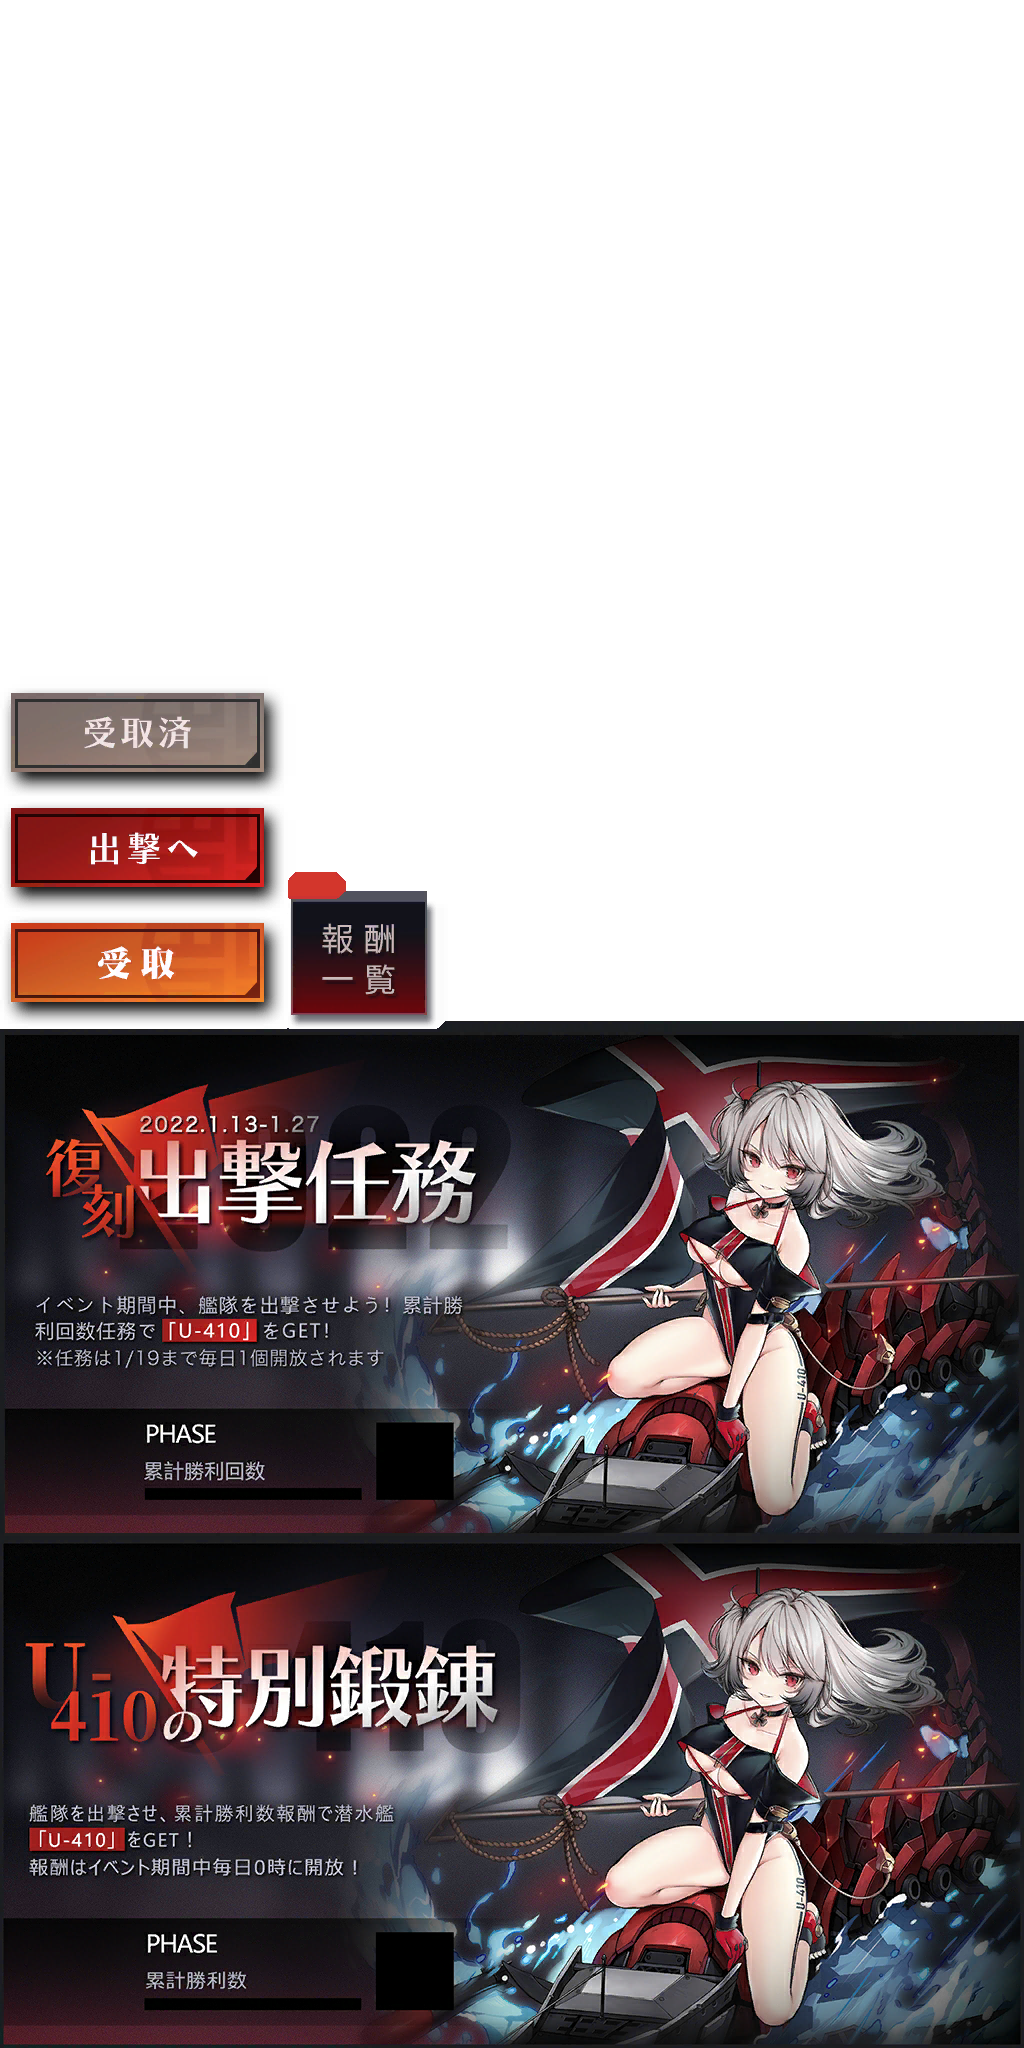 受取済
出撃へ
受取
報酬
一覧
2022.1.13-1.27
復刻
出撃任務
イベント期間中、艦隊を出撃させよう! 累計勝
利回数任務で「U-410」をGET!
※任務は1/19まで毎日1個開放されます
PHASE
累計勝利回数
U-410
2022
U-410の特別鍛錬
艦隊を出撃させ、累計勝利数報酬で潜水艦
「U-410」をGET！
報酬はイベント期間中毎日0時に開放！
PHASE
累計勝利数
U-410
410